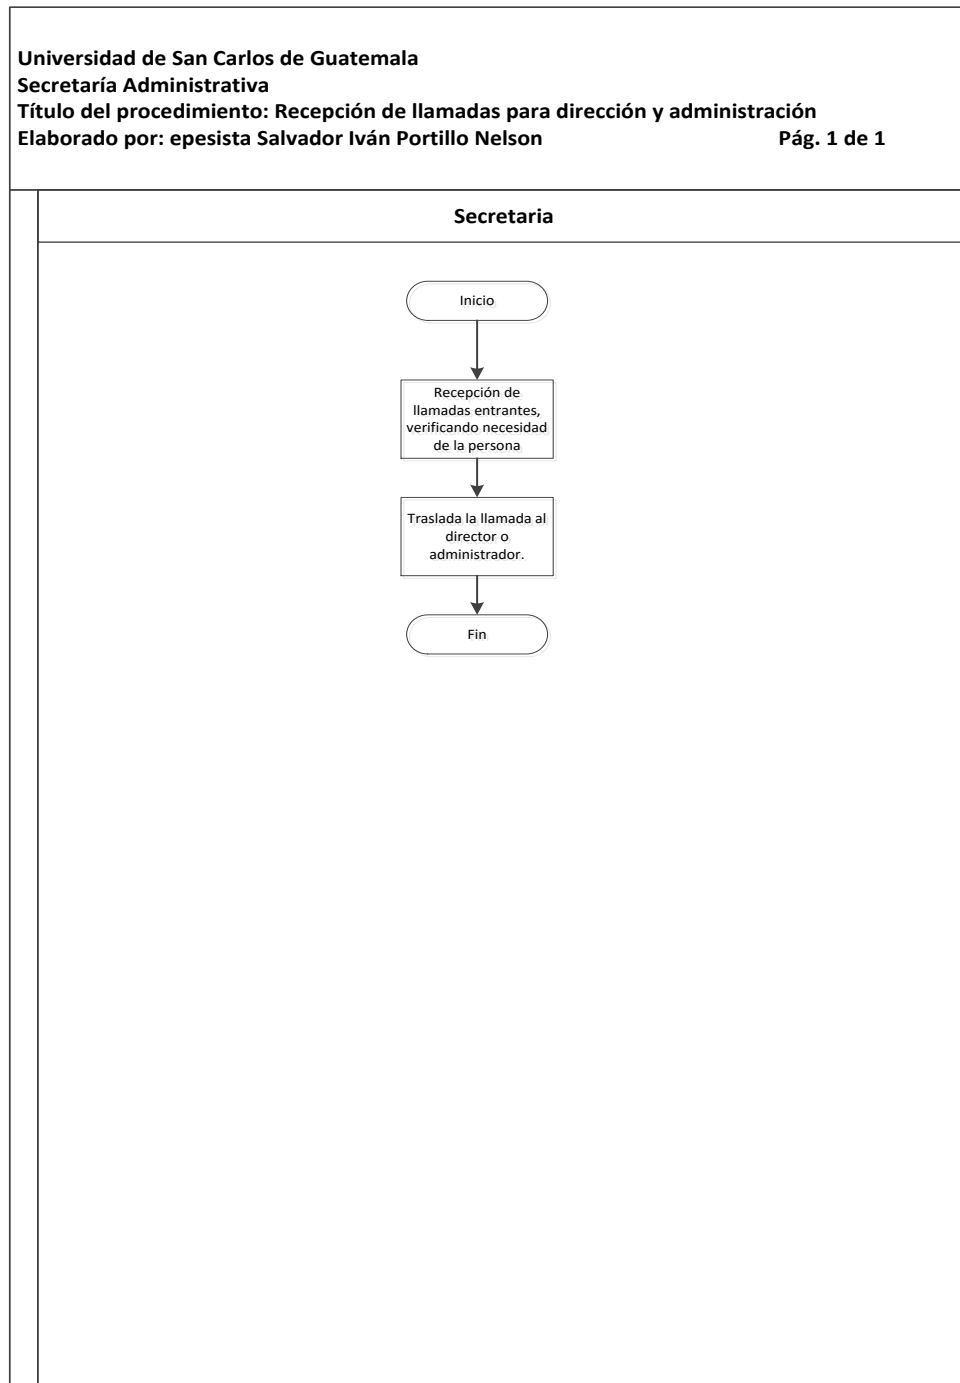 Universidad de San Carlos de Guatemala
Secretaría Administrativa
Título del procedimiento: Recepción de llamadas para dirección y administración
Elaborado por: epesista Salvador Iván Portillo Nelson Pág. 1 de 1
Secretaria
Inicio
Recepción de
llamadas entrantes,
verificando necesidad
de la persona
Traslada la llamada al
director o
administrador.
Fin